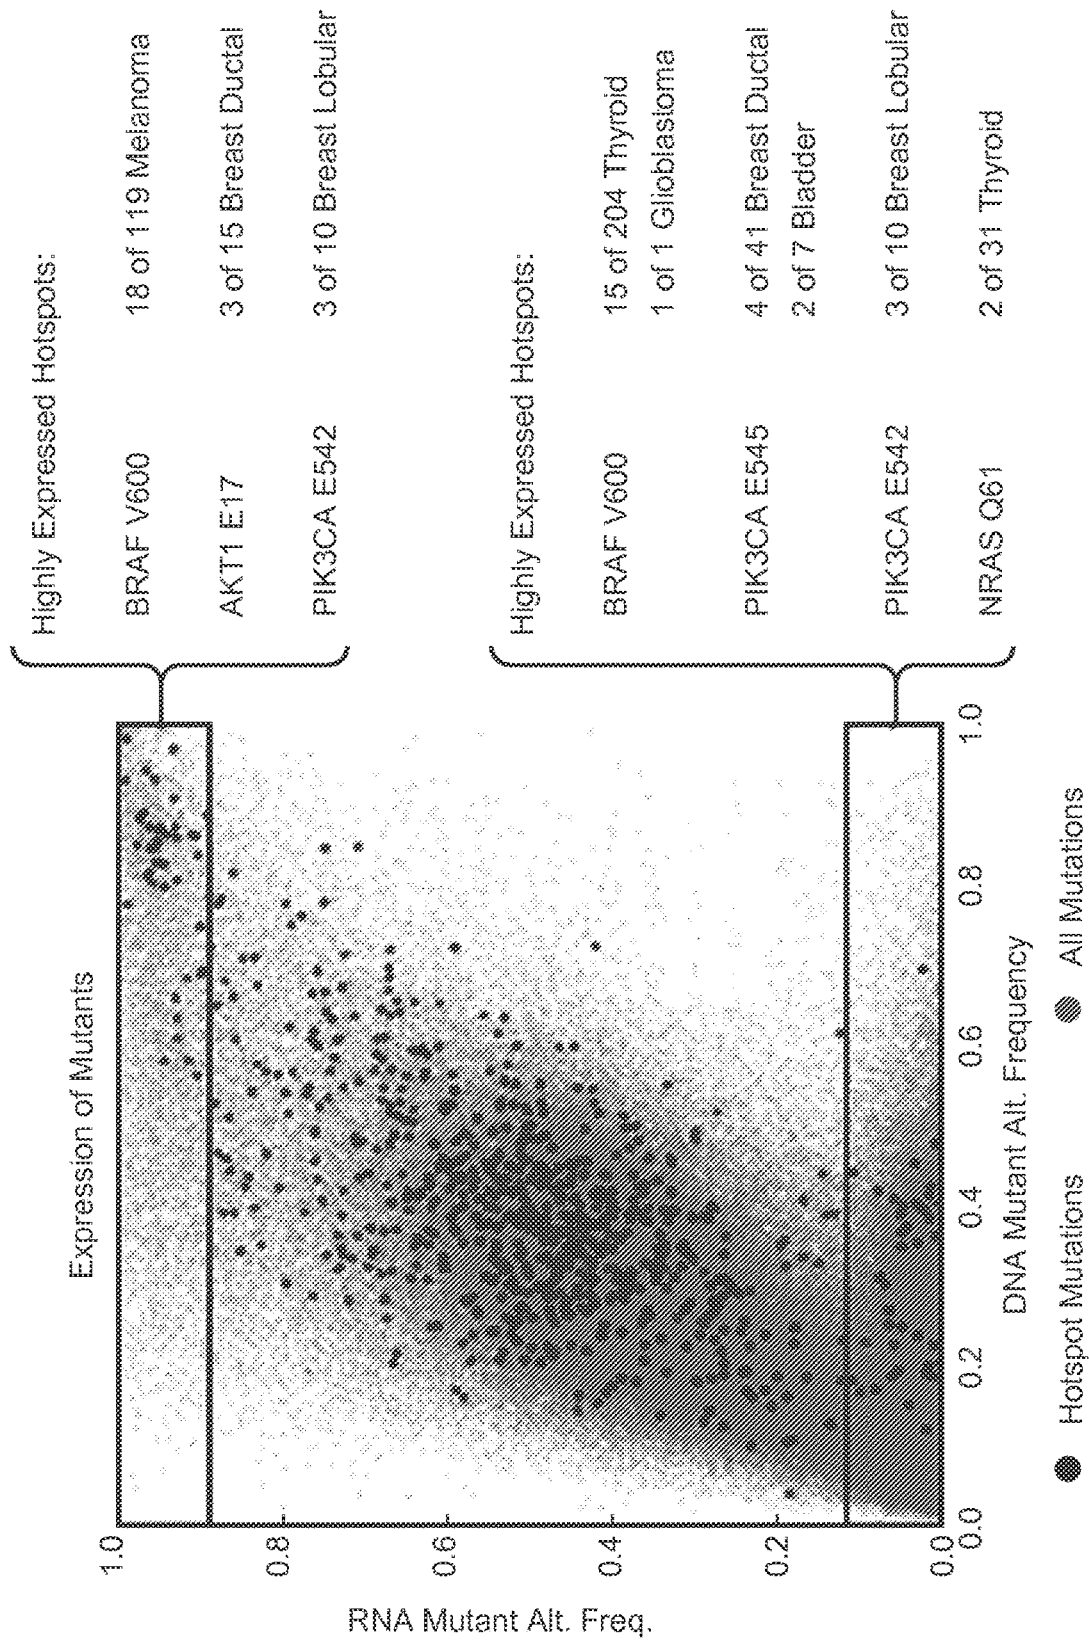 Expression of Mutants
RNA Mutant Alt. Freq.
1.0
0.8
0.6
0.4
0.2
0.0
0.0
0.2
0.4
0.6
0.8
1.0
DNA Mutant Alt. Frequency
Hotspot Mutations
All Mutations
Highly Expressed Hotspots:
BRAF V600 18 of 119 Melanoma
AKT1 E17 3 of 15 Breast Ductal
PIK3CA E542 3 of 10 Breast Lobular
Highly Expressed Hotspots:
BRAF V600 15 of 204 Thyroid
1 of 1 Glioblastoma
PIK3CA E545 4 of 41 Breast Ductal
2 of 7 Bladder
PIK3CA E542 3 of 10 Breast Lobular
NRAS Q61 2 of 31 Thyroid